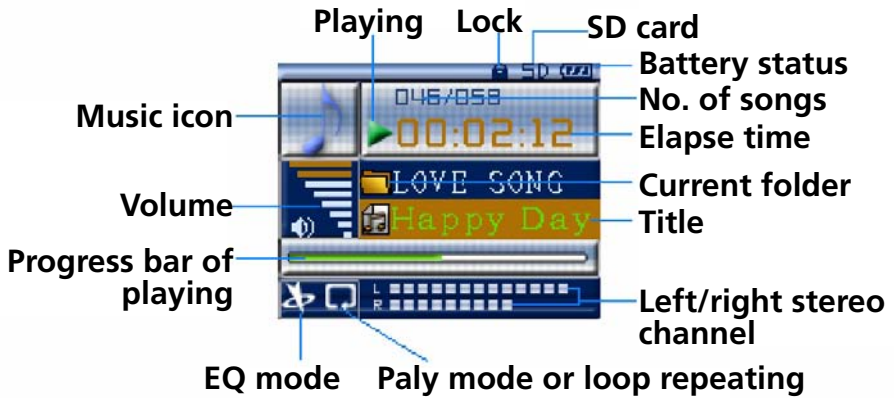 Playing Lock SD card
SD Battery status
Music icon 046/058 No. of songs
00:02:12 Elapse time
LOVE SONG Current folder
Volume Happy Day Title
Progress bar of
playing
L
R Left/right stereo
channel
EQ mode Paly mode or loop repeating